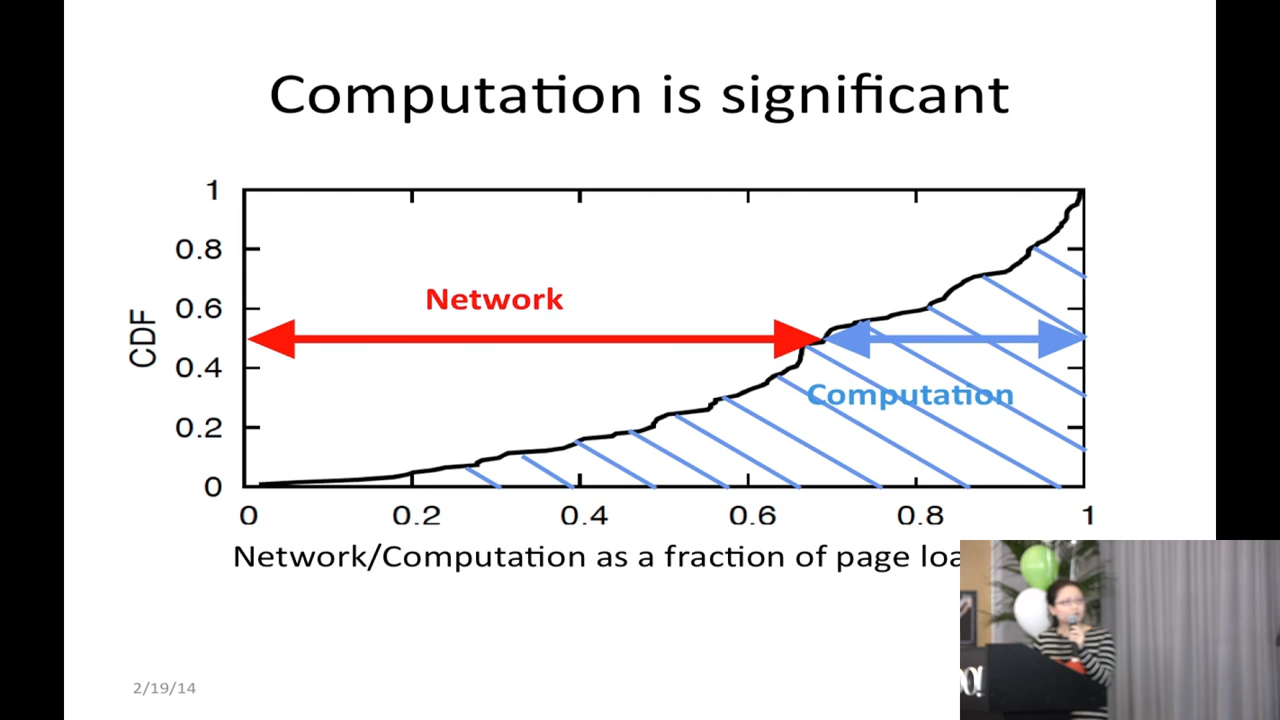 Computation is significant
1
0.8
0.6
0.4
0.2
0
CDF
Network
Computation
0 0.2 0.4 0.6 0.8 1
Network/Computation as a fraction of page
2/19/14